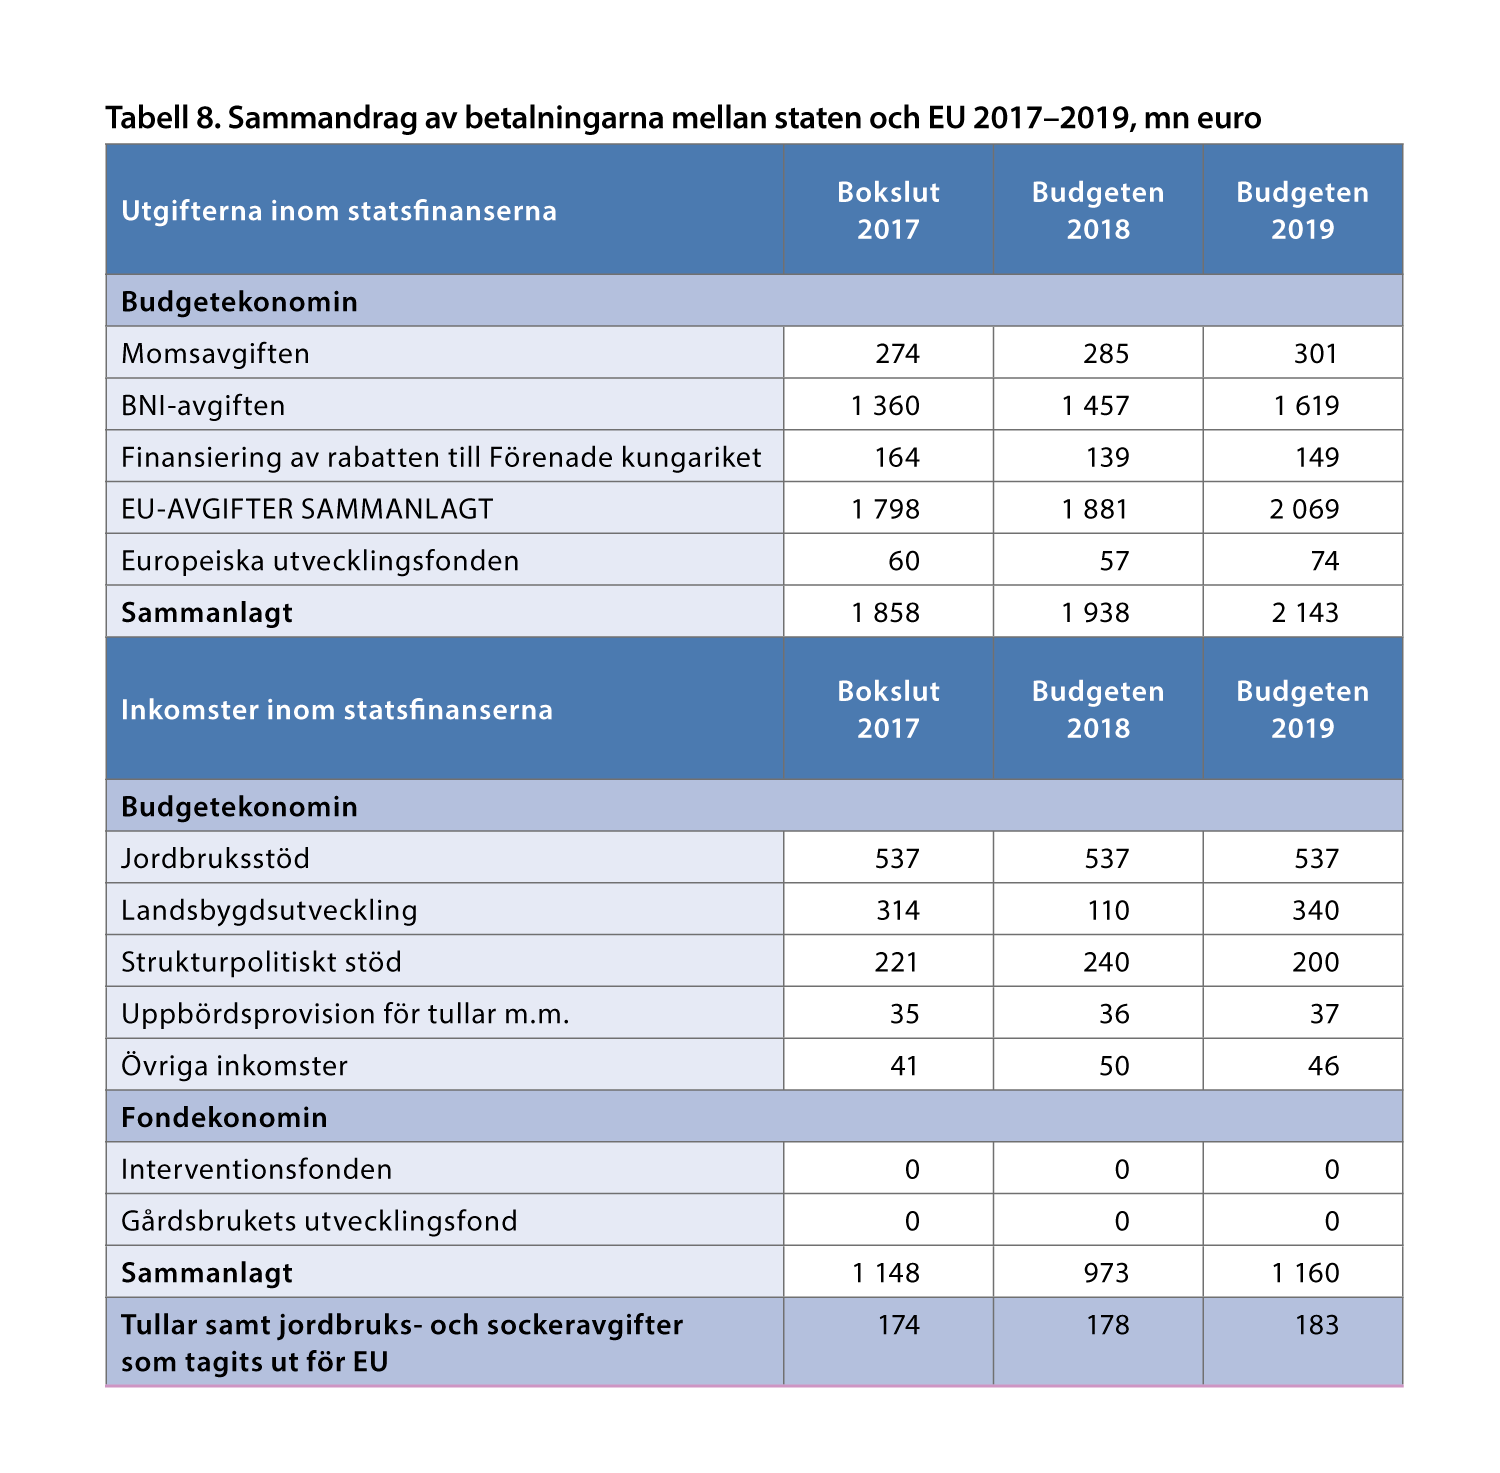 Tabell 8. Sammandrag av betalningarna mellan staten och EU 2017–2019, mn euro
Utgifterna inom statsfinanserna Bokslut 2017 Budgeten 2018 Budgeten 2019
Budgetekonomin
Momsavgiften 274 285 301
BNI-avgiften 1 360 1 457 1 619
Finansiering av rabatten till Förenade kungariket 164 139 149
EU-AVGIFTER SAMMANLAGT 1 798 1 881 2 069
Europeiska utvecklingsfonden 60 57 74
Sammanlagt 1 858 1 938 2 143
Inkomster inom statsfinanserna Bokslut 2017 Budgeten 2018 Budgeten 2019
Budgetekonomin
Jordbruksstöd 537 537 537
Landsbygdsutveckling 314 110 340
Strukturpolitiskt stöd 221 240 200
Uppbördsprovision för tullar m.m. 35 36 37
Övriga inkomster 41 50 46
Fondekonomin
Interventionsfonden 0 0 0
Gårdsbrukets utvecklingsfond 0 0 0
Sammanlagt 1 148 973 1 160
Tullar samt jordbruks- och sockeravgifter 174 178 183
som tagits ut för EU